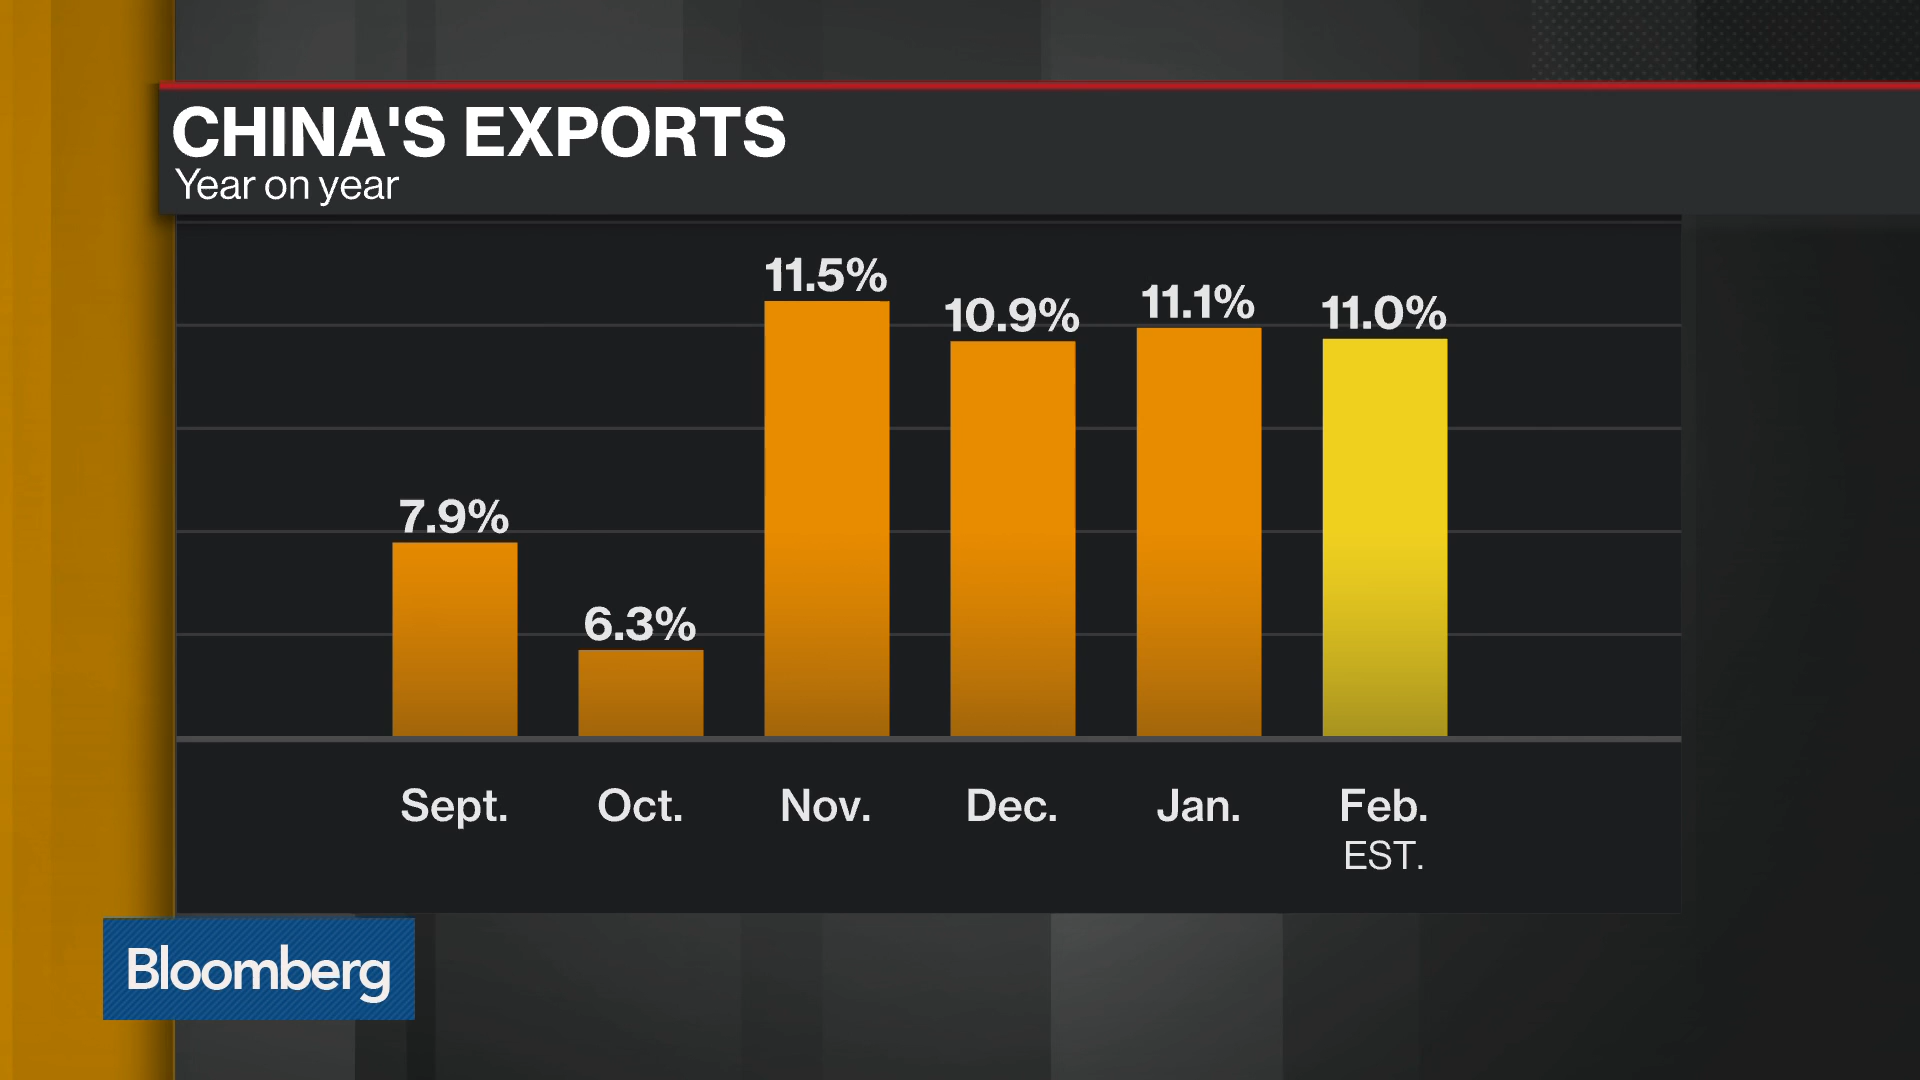 CHINA'S EXPORTS
Year on year
7.9%
6.3%
11.5%
10.9%
11.1%
11.0%
Sept.
Oct.
Nov.
Dec.
Jan.
Feb.
EST.
Bloomberg